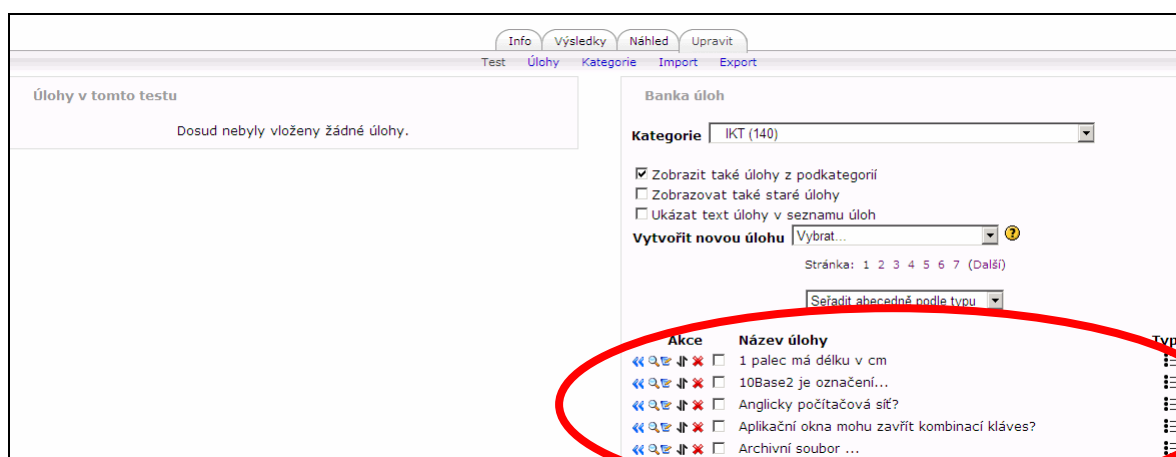 Info Výsledky Náhled Upravit
Test Úlohy Kategorie Import Export
Úlohy v tomto testu
Dosud nebyly vloženy žádné úlohy.
Banka úloh
Kategorie IKT (140)
Zobrazit také úlohy z podkategorií
Zobrazovat také staré úlohy
Ukázat text úlohy v seznamu úloh
Vytvořit novou úlohu Vybrat... ?
Stránka: 1 2 3 4 5 6 7 (Další)
Seřadit abecedně podle typu
Akce Název úlohy Typ
1 palec má délku v cm
10Base2 je označení...
Anglicky počítačová síť?
Aplikační okna mohu zavřít kombinací kláves?
Archivní soubor ...